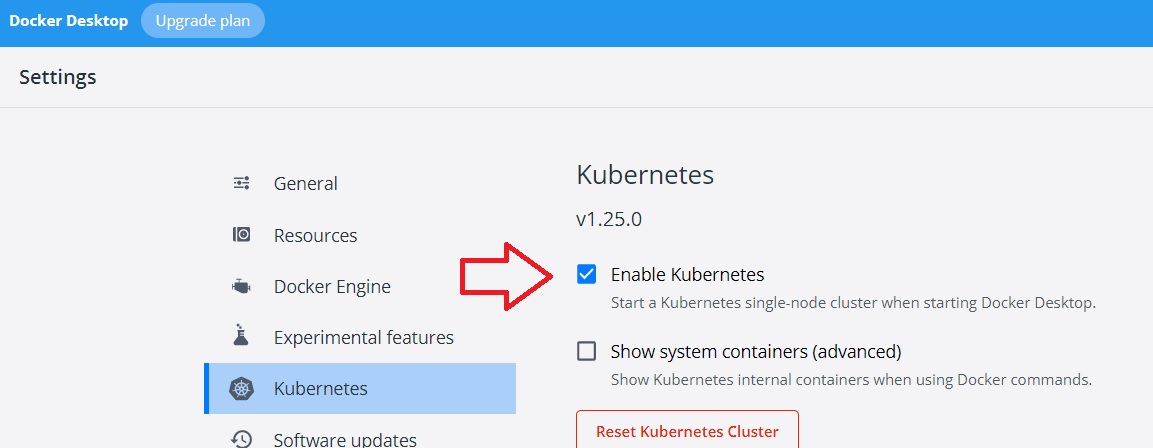 Docker Desktop
Upgrade plan
Settings
General
Resources
Docker Engine
Experimental features
Kubernetes
Software updates
Kubernetes
v1.25.0
Enable Kubernetes
Start a Kubernetes single-node cluster when starting Docker Desktop.
Show system containers (advanced)
Show Kubernetes internal containers when using Docker commands.
Reset Kubernetes Cluster